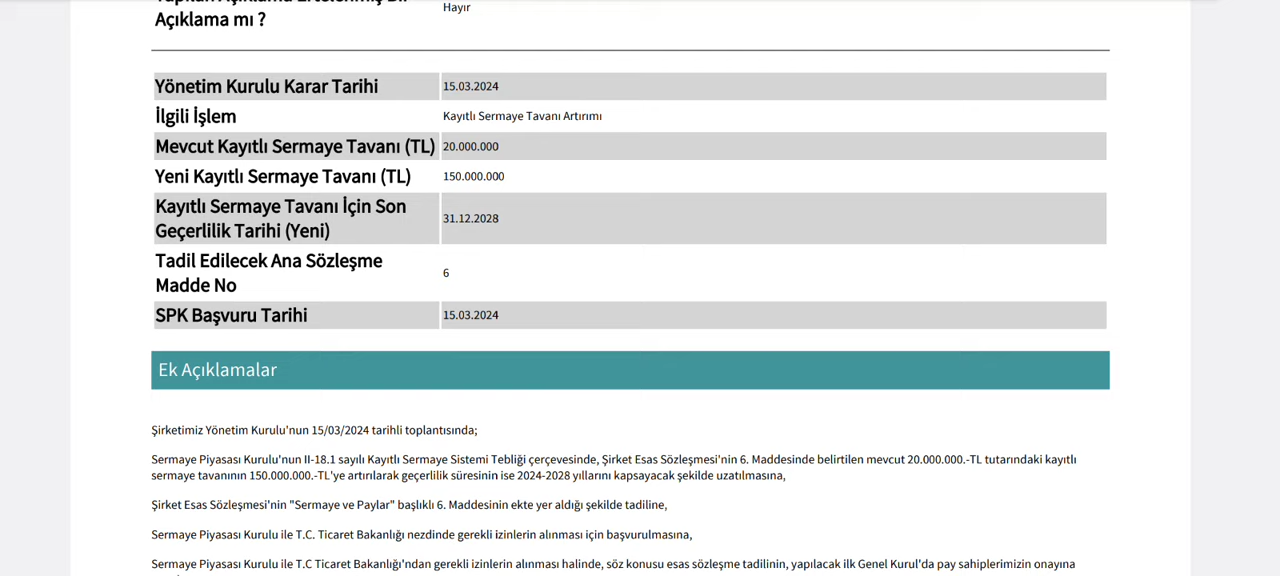 Açıklama mı ?
Hayır
Yönetim Kurulu Karar Tarihi 15.03.2024
İlgili İşlem Kayıtlı Sermaye Tavanı Artırımı
Mevcut Kayıtlı Sermaye Tavanı (TL) 20.000.000
Yeni Kayıtlı Sermaye Tavanı (TL) 150.000.000
Kayıtlı Sermaye Tavanı İçin Son
Geçerlilik Tarihi (Yeni)
31.12.2028
Tadil Edilecek Ana Sözleşme
Madde No
6
SPK Başvuru Tarihi 15.03.2024
Ek Açıklamalar
Şirketimiz Yönetim Kurulu'nun 15/03/2024 tarihli toplantısında;
Sermaye Piyasası Kurulu'nun II-18.1 sayılı Kayıtlı Sermaye Sistemi Tebliği çerçevesinde, Şirket Esas Sözleşmesi'nin 6. Maddesinde belirtilen mevcut 20.000.000.-TL tutarındaki kayıtlı
sermaye tavanının 150.000.000.-TL'ye artırılarak geçerlilik süresinin ise 2024-2028 yıllarını kapsayacak şekilde uzatılmasına,
Şirket Esas Sözleşmesi'nin "Sermaye ve Paylar" başlıklı 6. Maddesinin ekte yer aldığı şekilde tadiline,
Sermaye Piyasası Kurulu ile T.C. Ticaret Bakanlığı nezdinde gerekli izinlerin alınması için başvurulmasına,
Sermaye Piyasası Kurulu ile T.C Ticaret Bakanlığı'ndan gerekli izinlerin alınması halinde, söz konusu esas sözleşme tadilinin, yapılacak ilk Genel Kurul'da pay sahiplerimizin onayına